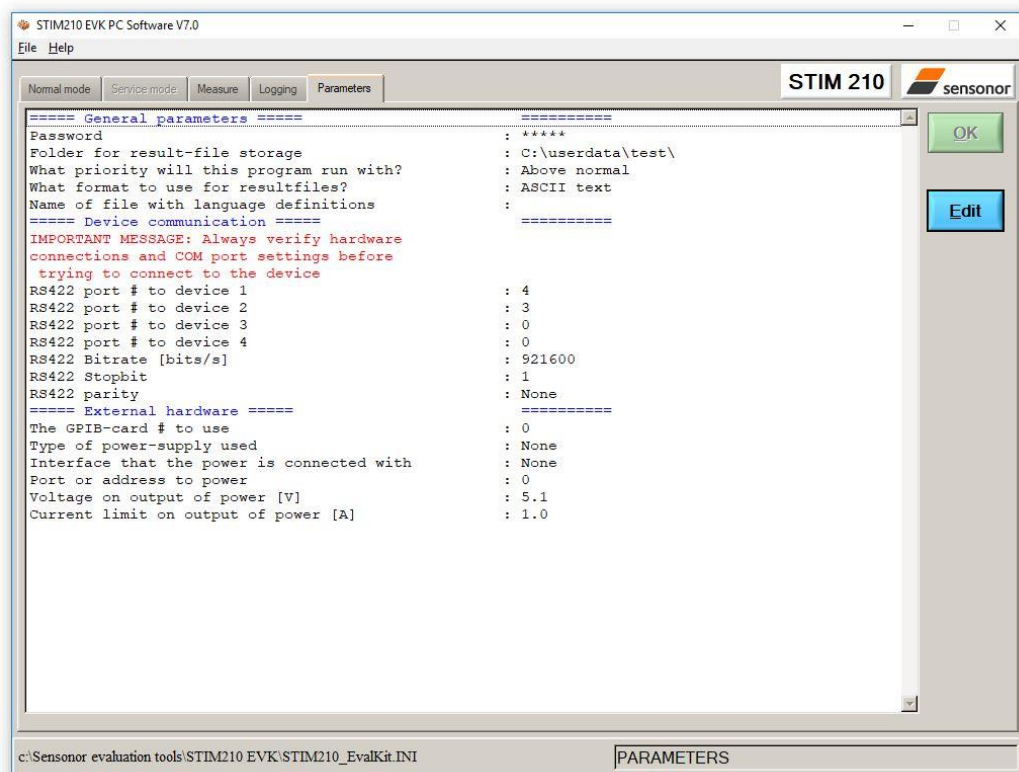 STIM210 EVK PC Software V7.0
File Help
Normal mode Service mode Measure Logging Parameters
STIM 210 sensonor
===== General parameters ===== ==========
Password : *****
Folder for result-file storage : C:\userdata\test\
What priority will this program run with? : Above normal
What format to use for resultfiles? : ASCII text
Name of file with language definitions :
===== Device communication ===== ==========
IMPORTANT MESSAGE: Always verify hardware
connections and COM port settings before
trying to connect to the device
RS422 port # to device 1 : 4
RS422 port # to device 2 : 3
RS422 port # to device 3 : 0
RS422 port # to device 4 : 0
RS422 Bitrate [bits/s] : 921600
RS422 Stopbit : 1
RS422 parity : None
===== External hardware ===== ==========
The GPIB-card # to use : 0
Type of power-supply used : None
Interface that the power is connected with : None
Port or address to power : 0
Voltage on output of power [V] : 5.1
Current limit on output of power [A] : 1.0
OK
Edit
c:\Sensonor evaluation tools\STIM210 EVK\STIM210_EvalKit.INI
PARAMETERS